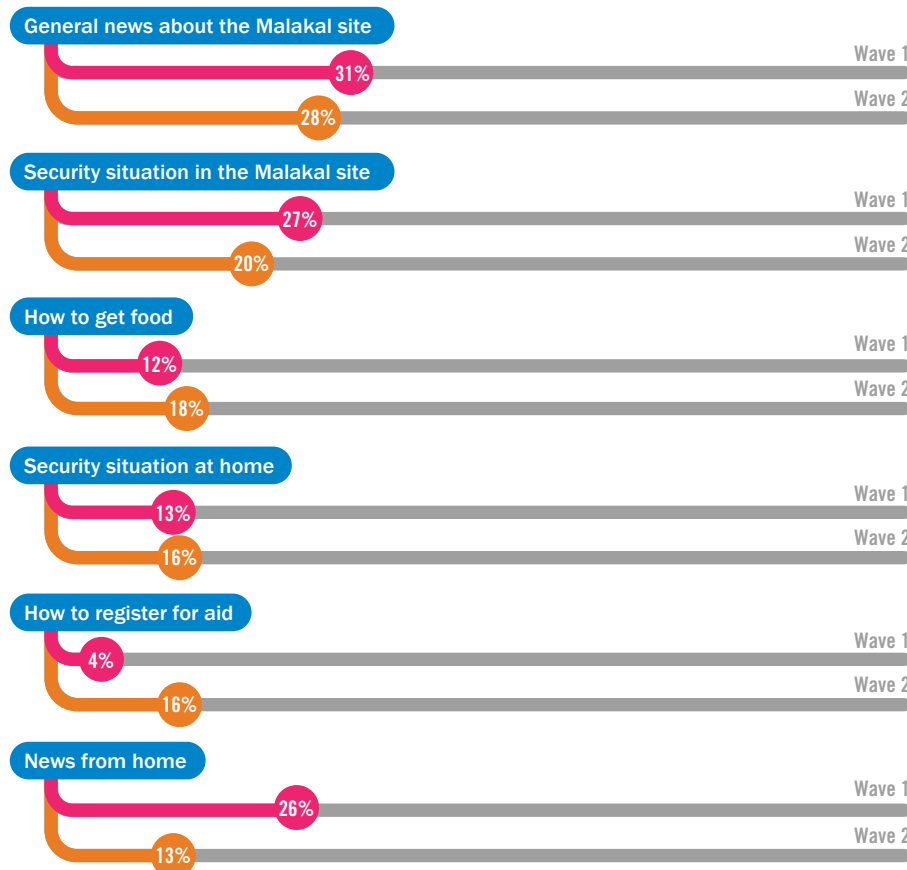 General news about the Malakal site
Wave 1
31%
Wave 2
28%
Security situation in the Malakal site
Wave 1
27%
Wave 2
20%
How to get food
Wave 1
12%
Wave 2
18%
Security situation at home
Wave 1
13%
Wave 2
16%
How to register for aid
Wave 1
4%
Wave 2
16%
News from home
Wave 1
26%
Wave 2
13%